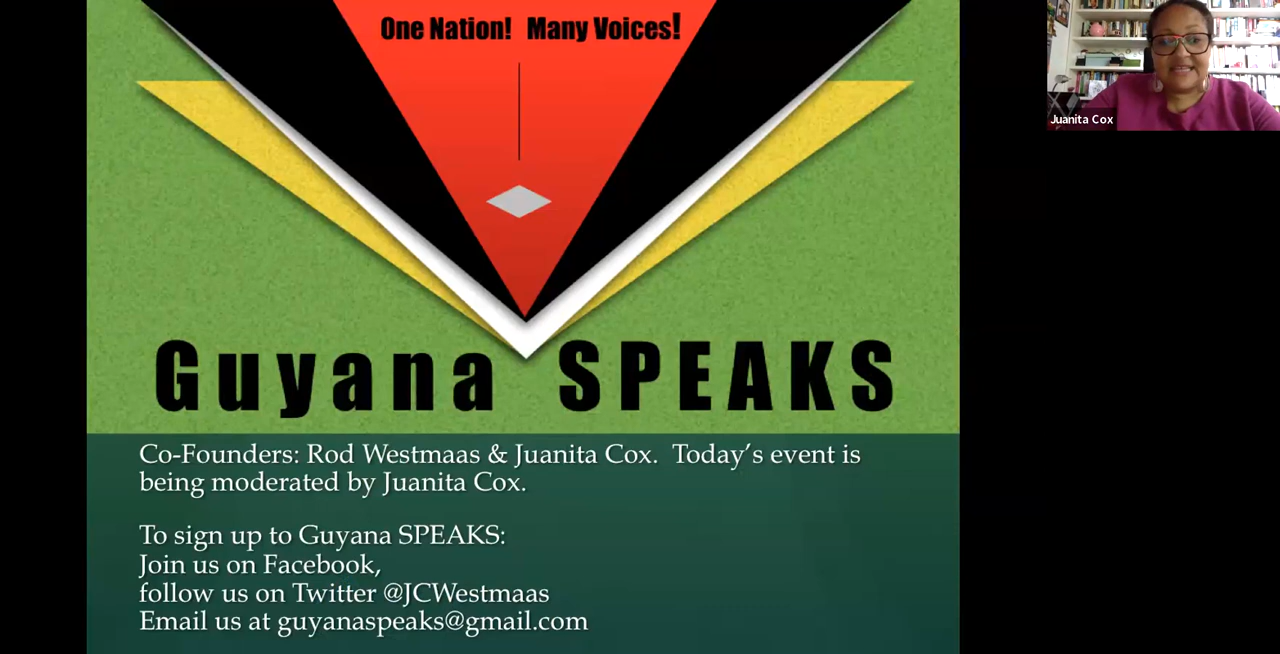 One Nation! Many Voices!
Guyana SPEAKS
Co-Founders: Rod Westmaas & Juanita Cox. Today’s event is
being moderated by Juanita Cox.
To sign up to Guyana SPEAKS:
Join us on Facebook,
follow us on Twitter @JCWestmaas
Email us at guyanaspeaks@gmail.com
Juanita Cox